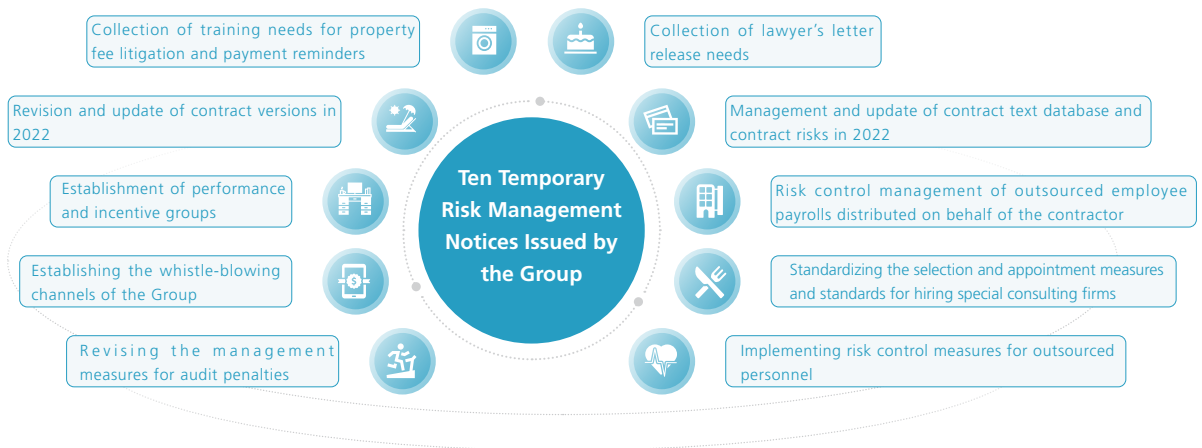 Collection of training needs for property
fee litigation and payment reminders
Collection of lawyer’s letter
release needs
Revision and update of contract versions in
2022
Management and update of contract text database and
contract risks in 2022
Ten Temporary
Risk Management
Notices Issued by
the Group
Establishment of performance
and incentive groups
Risk control management of outsourced employee
payrolls distributed on behalf of the contractor
Establishing the whistle-blowing
channels of the Group
Standardizing the selection and appointment measures
and standards for hiring special consulting firms
Revising the management
measures for audit penalties
Implementing risk control measures for outsourced
personnel
$